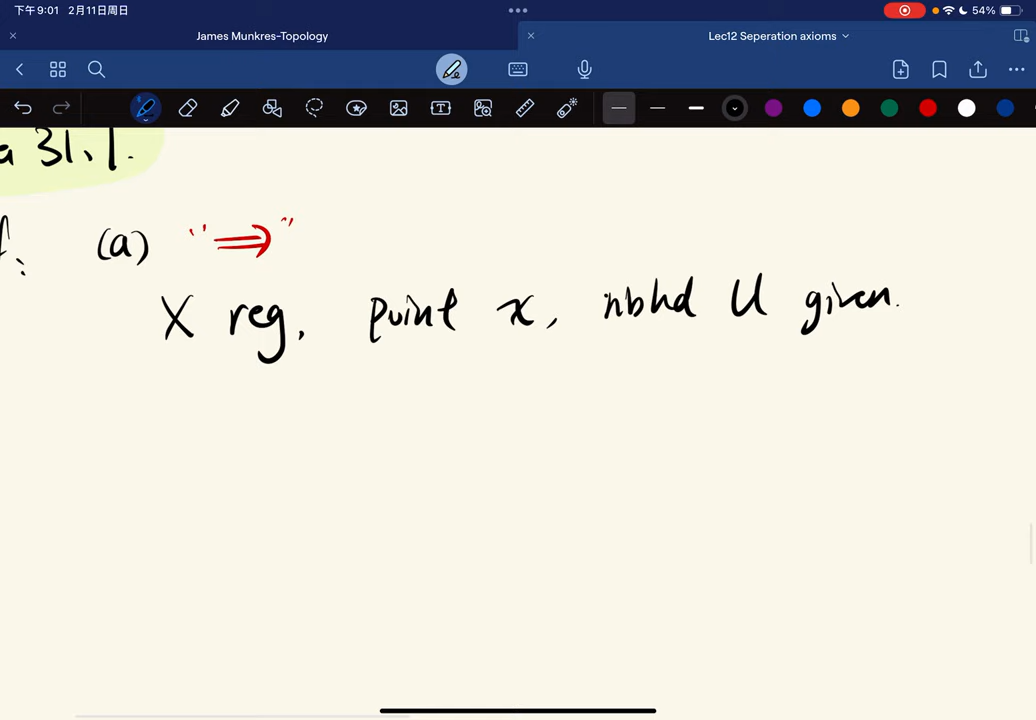 下午9:01 2月11日周日
54%
James Munkres-Topology
Lec12 Seperation axioms
a 31.1.
f:
(a) "⇒"
X reg. point x, nbhd U given.